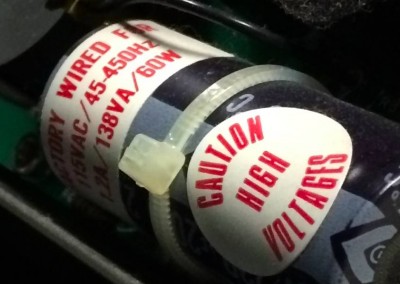 FACTORY WIRED FOR
115VAC/45-450HZ
1.2A/138VA/60W
CAUTION
HIGH
VOLTAGES